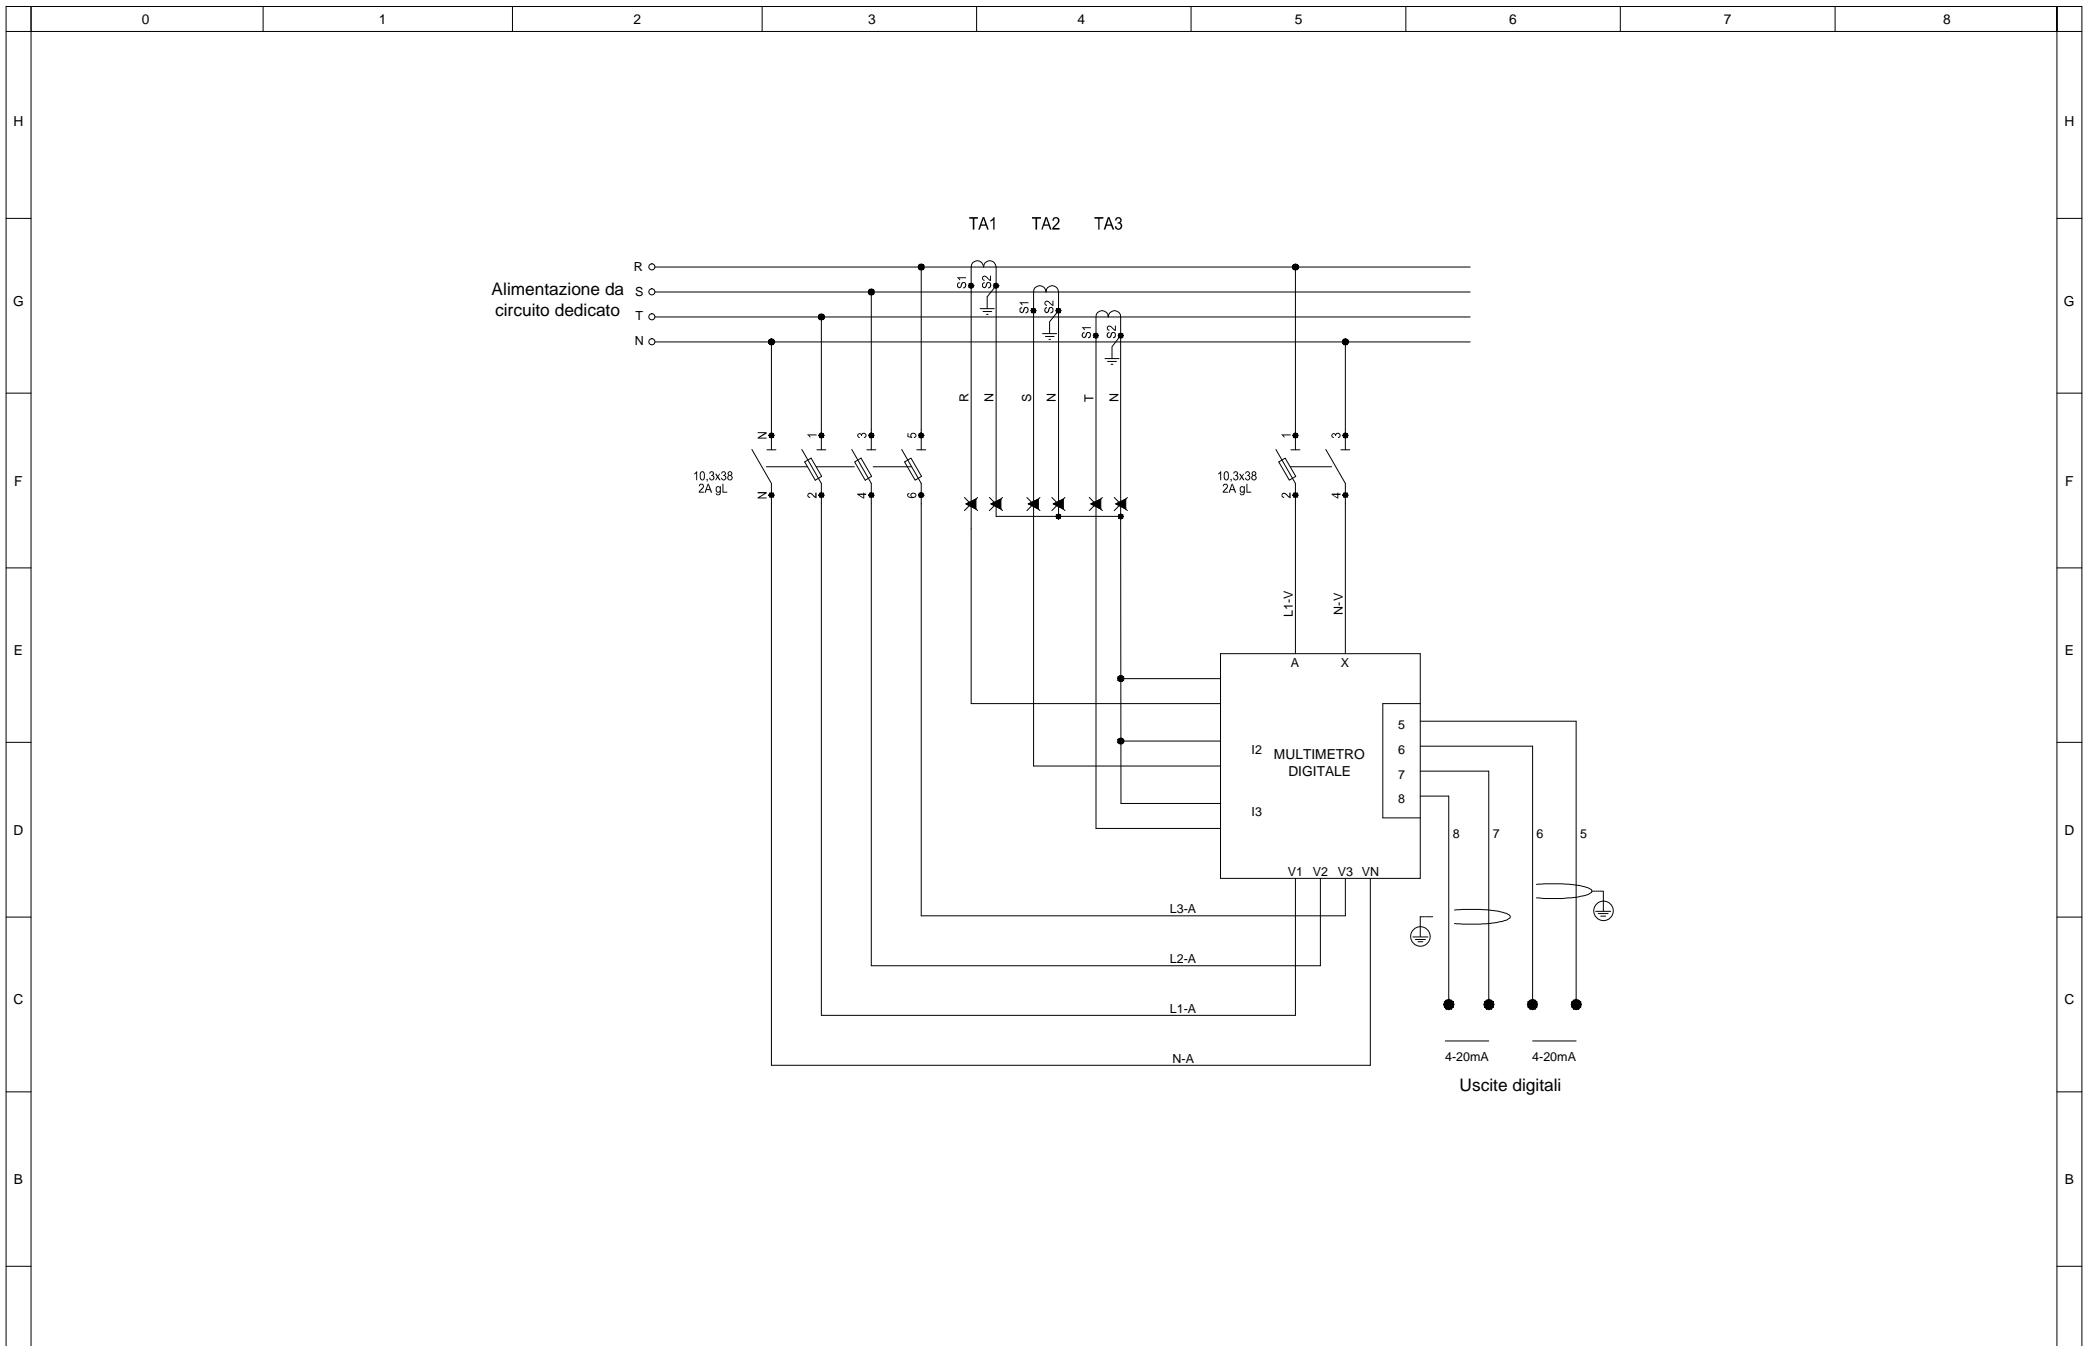 0 1 2 3 4 5 6 7 8
H H
TA1 TA2 TA3
R
S1 S2
Alimentazione da
circuito dedicato
S
S1 S2
G G
T
S1 S2
N
R N S N T N
N 1 3 5
1 3
10,3x38
2A gL
10,3x38
2A gL
F F
N 2 4 6
2 4
L1-V N-V
E E
A X
5
I2 MULTIMETRO
DIGITALE
6
7
8
I3
D D
8 7 6 5
V1 V2 V3 VN
L3-A
L2-A
C C
L1-A
N-A
4-20mA 4-20mA
Uscite digitali
B B